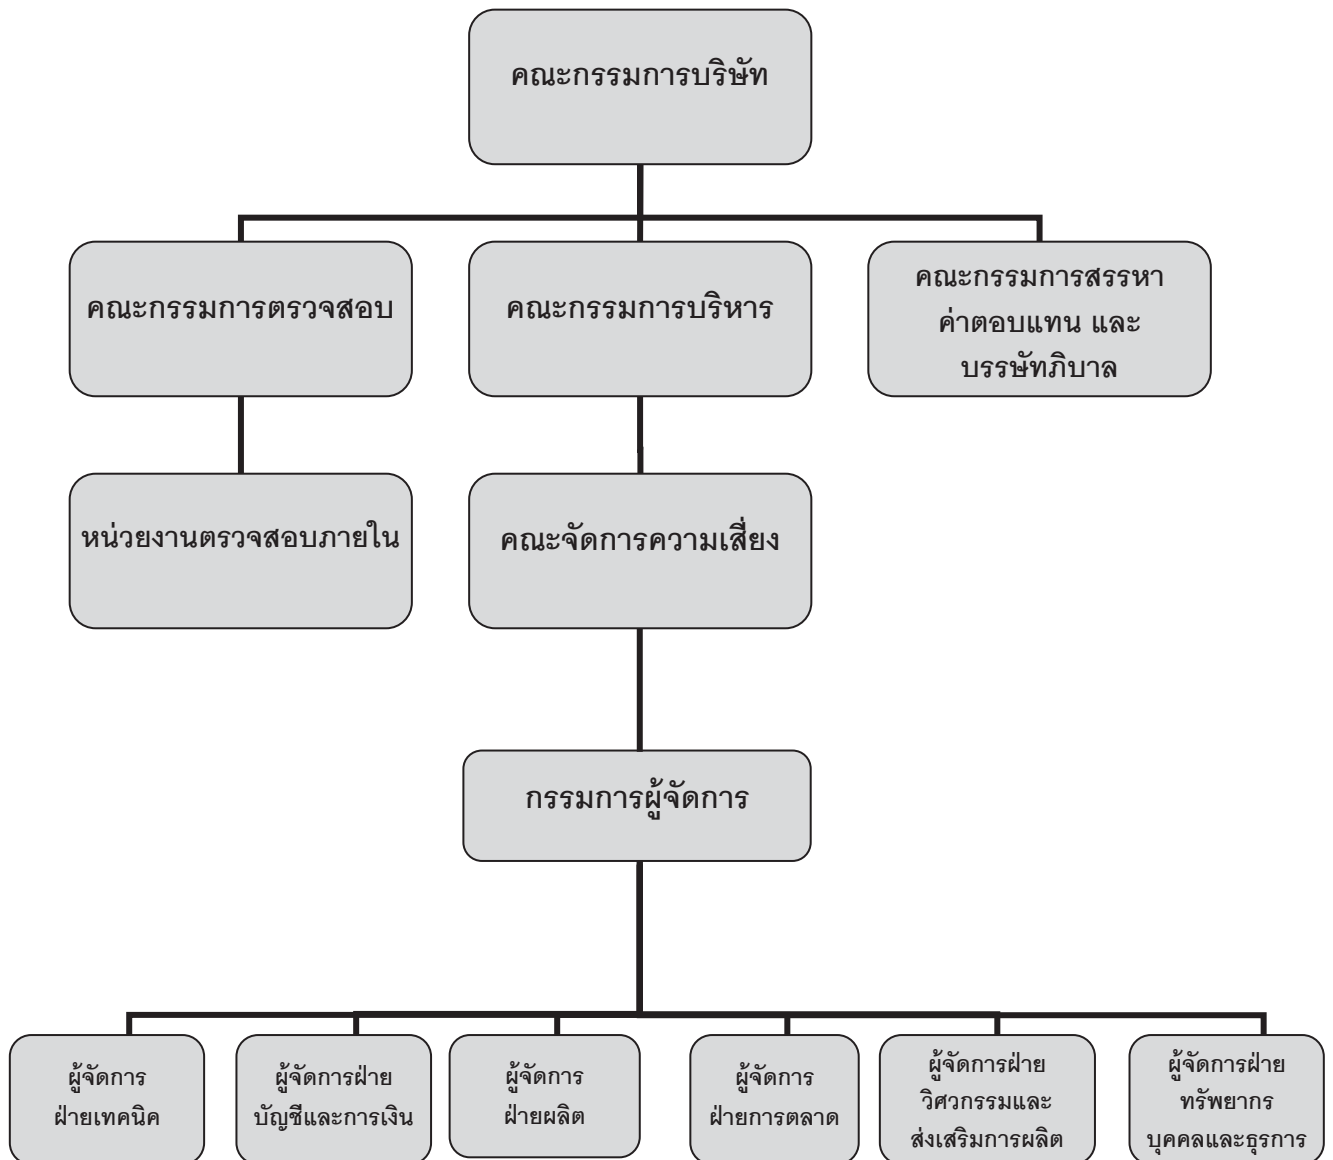 คณะกรรมการบริษัท
คณะกรรมการตรวจสอบ
คณะกรรมการบริหาร
คณะกรรมการสรรหา
ค่าตอบแทน และ
บรรษัทภิบาล
หน่วยงานตรวจสอบภายใน
คณะจัดการความเสี่ยง
กรรมการผู้จัดการ
ผู้จัดการ
ฝ่ายเทคนิค
ผู้จัดการฝ่าย
บัญชีและการเงิน
ผู้จัดการ
ฝ่ายผลิต
ผู้จัดการ
ฝ่ายการตลาด
ผู้จัดการฝ่าย
วิศวกรรมและ
ส่งเสริมการผลิต
ผู้จัดการฝ่าย
ทรัพยากร
บุคคลและธุรการ